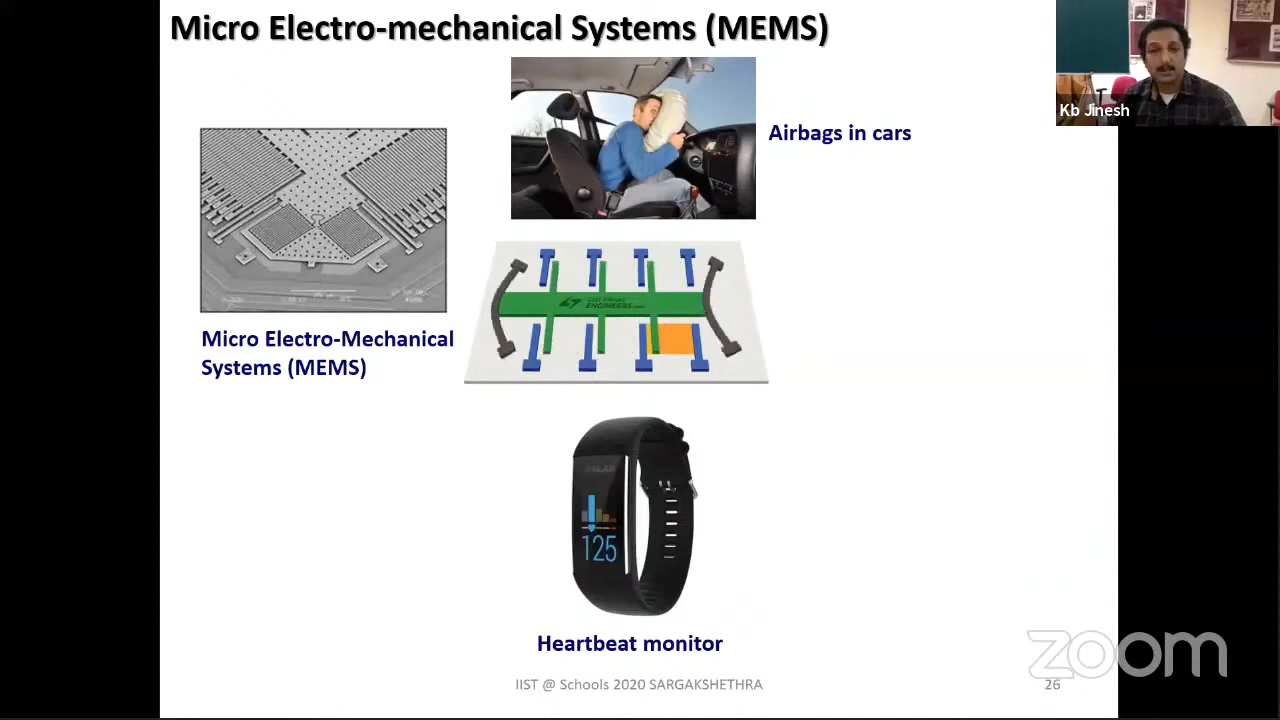 Micro Electro-mechanical Systems (MEMS)
Kb Jinesh
Airbags in cars
Micro Electro-Mechanical
Systems (MEMS)
ENGINEERS
125
Heartbeat monitor
zoom
IIST @ Schools 2020 SARGAKSHETHRA
26